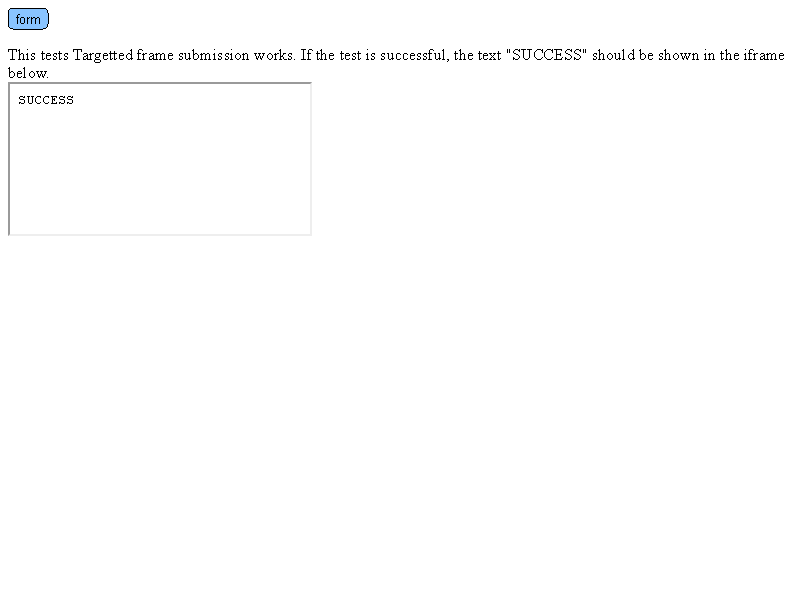 form
This tests Targetted frame submission works. If the test is successful, the text "SUCCESS" should be shown in the iframe
below.
SUCCESS